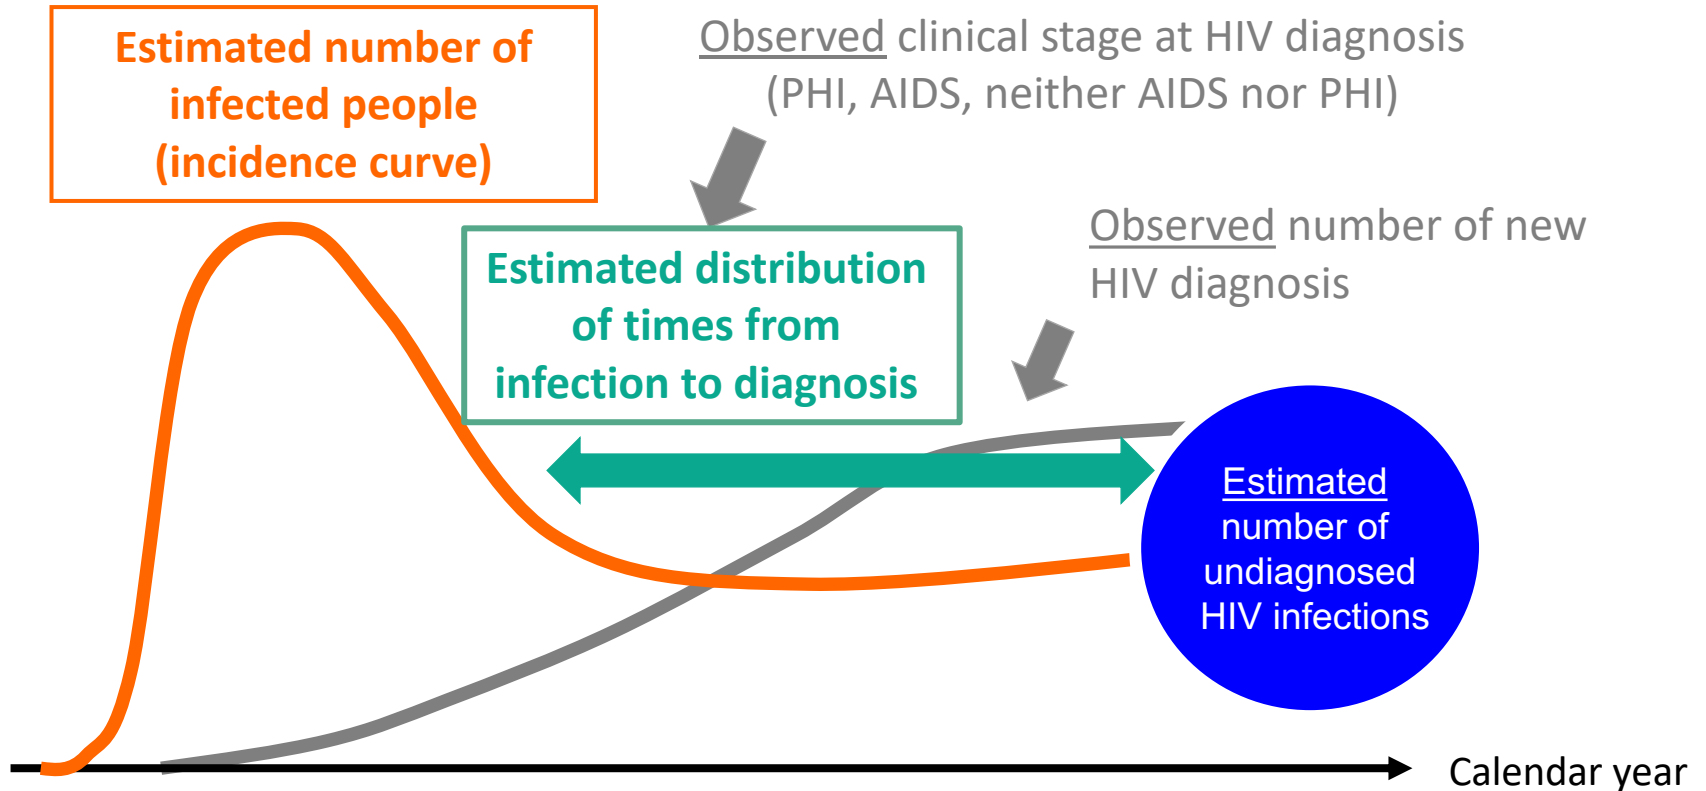 Estimated number of
infected people
(incidence curve)
Observed clinical stage at HIV diagnosis
(PHI, AIDS, neither AIDS nor PHI)
Estimated distribution
of times from
infection to diagnosis
Observed number of new
HIV diagnosis
Estimated
number of
undiagnosed
HIV infections
Calendar year